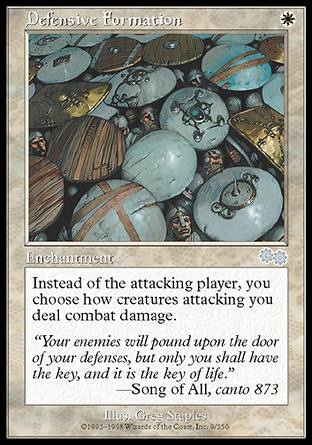 Defensive Formation
Enchantment
Instead of the attacking player, you
choose how creatures attacking you
deal combat damage.
“Your enemies will pound upon the door
of your defenses, but only you shall have
the key, and it is the key of life.”
—Song of All, canto 873
Illus. Greg Staples
©1993–1998 Wizards of the Coast, Inc. 9/350